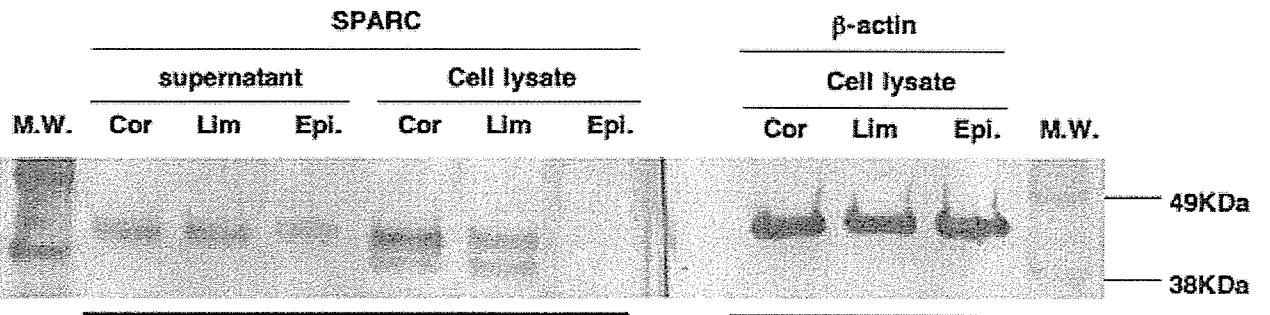 SPARC
β-actin
supernatant Cell lysate
Cell lysate
M.W. Cor Lim Epi. Cor Lim Epi.
Cor Lim Epi. M.W.
49KDa
38KDa